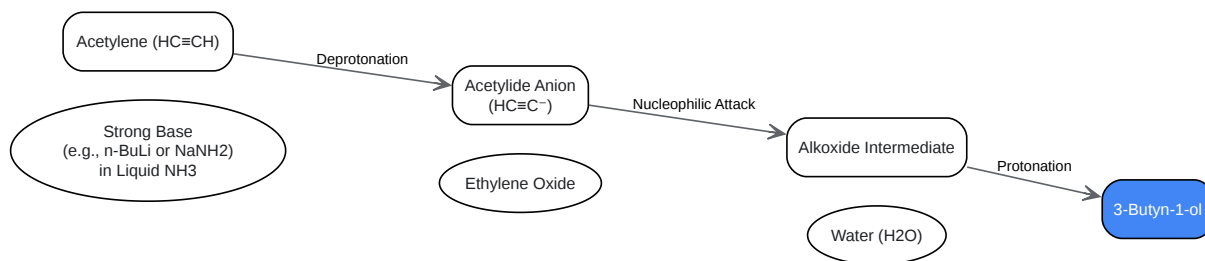 Acetylene (HC≡CH)
Deprotonation
Strong Base
(e.g., n-BuLi or NaNH2)
in Liquid NH3
Acetylide Anion
(HC≡C⁻)
Nucleophilic Attack
Ethylene Oxide
Alkoxide Intermediate
Protonation
Water (H2O)
3-Butyn-1-ol